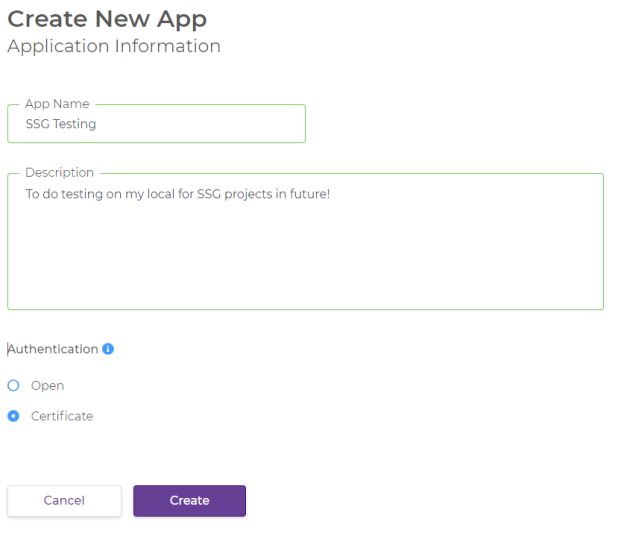 Create New App
Application Information
App Name
SSG Testing
Description
To do testing on my local for SSG projects in future!
Authentication i
Open
Certificate
Cancel
Create